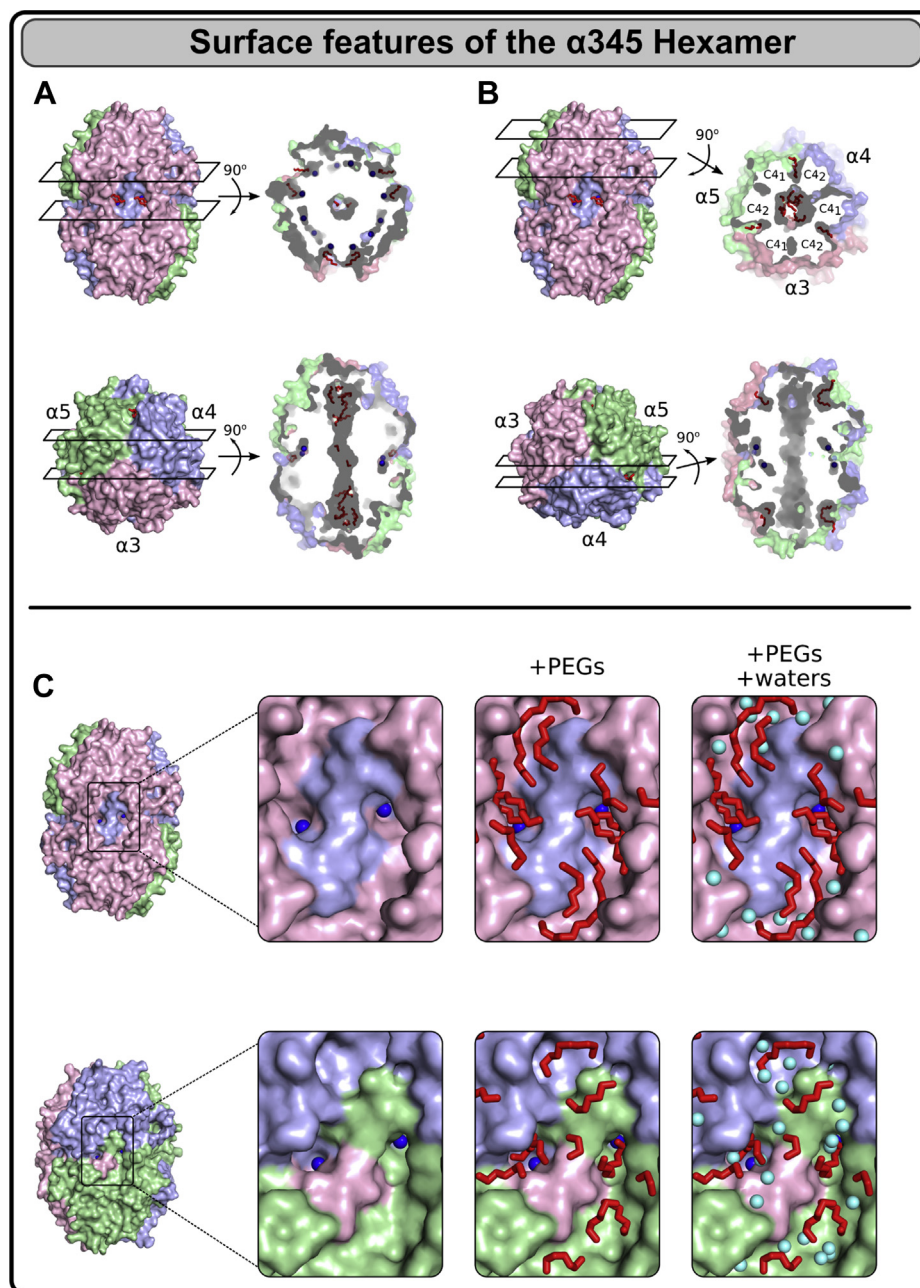 Surface features of the α345 Hexamer
A
90°
α5
α4
α3
90°
B
90°
α4
α5
α3
C4₁
C4₂
C4₂
C4₁
C4₁
C4₂
α3
α5
α4
90°
C
+PEGs
+PEGs
+waters